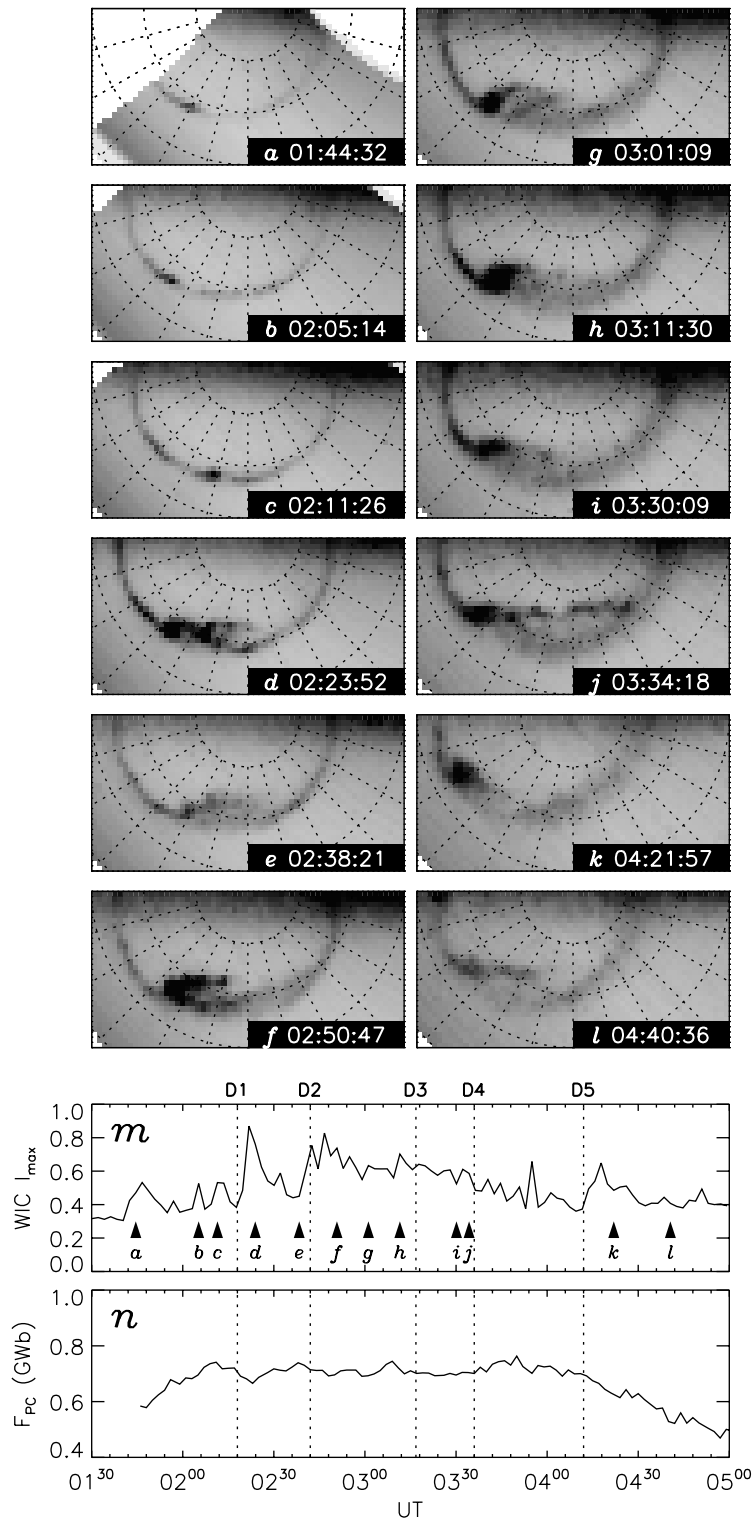 a 01:44:32
g 03:01:09
b 02:05:14
h 03:11:30
c 02:11:26
i 03:30:09
d 02:23:52
j 03:34:18
e 02:38:21
k 04:21:57
f 02:50:47
l 04:40:36
D1 D2 D3 D4 D5
m
WIC Imax
1.0
0.8
0.6
0.4
0.2
0.0
a b c d e f g h i j k l
n
FPC (GWb)
1.0
0.8
0.6
0.4
01³⁰ 02⁰⁰ 02³⁰ 03⁰⁰ 03³⁰ 04⁰⁰ 04³⁰ 05⁰⁰
UT